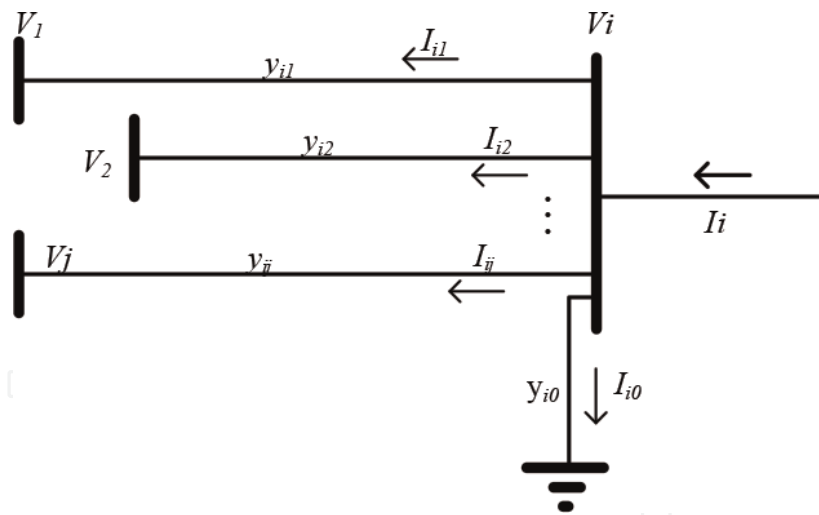 V₁
Vi
Iᵢ₁
yᵢ₁
yᵢ₂
Iᵢ₂
V₂
⋮
Ii
Vj
yᵢⱼ
Iᵢⱼ
yᵢ₀
Iᵢ₀